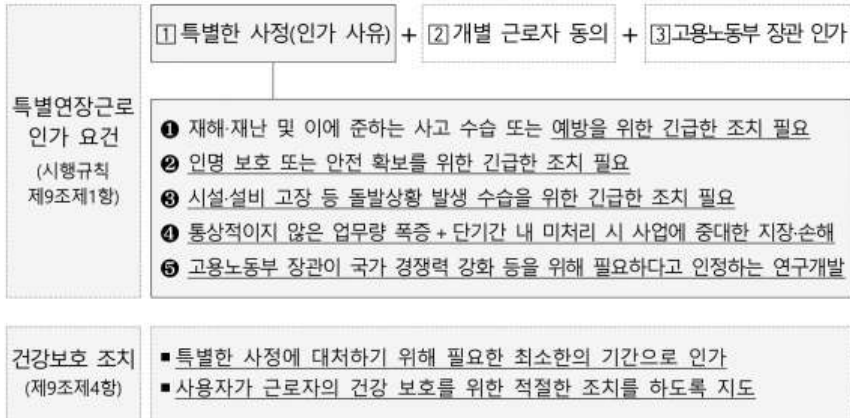 1 특별한 사정(인가 사유) + 2 개별 근로자 동의 + 3 고용노동부 장관 인가
특별연장근로
인가 요건
(시행규칙
제9조제1항)
❶ 재해·재난 및 이에 준하는 사고 수습 또는 예방을 위한 긴급한 조치 필요
❷ 인명 보호 또는 안전 확보를 위한 긴급한 조치 필요
❸ 시설·설비 고장 등 돌발상황 발생 수습을 위한 긴급한 조치 필요
❹ 통상적이지 않은 업무량 폭증 + 단기간 내 미처리 시 사업에 중대한 지장·손해
❺ 고용노동부 장관이 국가 경쟁력 강화 등을 위해 필요하다고 인정하는 연구개발
건강보호 조치
(제9조제4항)
▪ 특별한 사정에 대처하기 위해 필요한 최소한의 기간으로 인가
▪ 사용자가 근로자의 건강 보호를 위한 적절한 조치를 하도록 지도